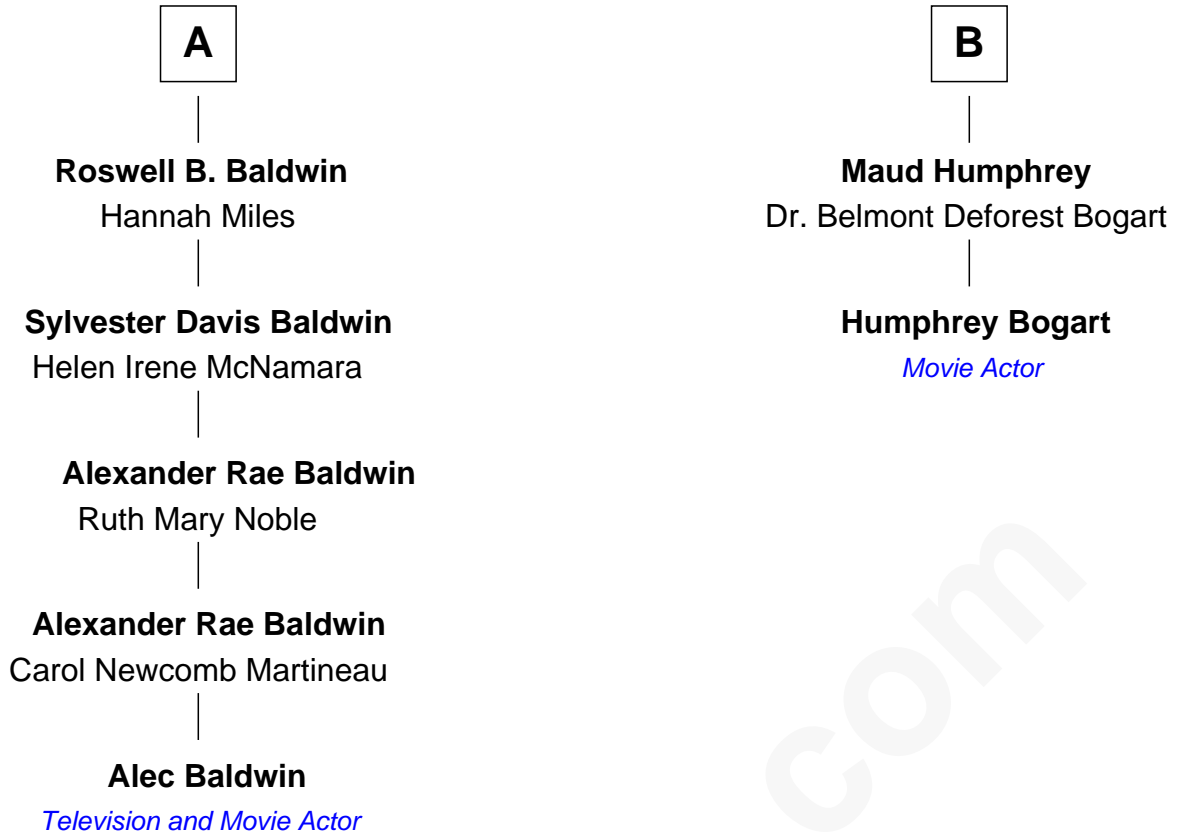 A
Roswell B. Baldwin
Hannah Miles
Sylvester Davis Baldwin
Helen Irene McNamara
Alexander Rae Baldwin
Ruth Mary Noble
Alexander Rae Baldwin
Carol Newcomb Martineau
Alec Baldwin
Television and Movie Actor
B
Maud Humphrey
Dr. Belmont Deforest Bogart
Humphrey Bogart
Movie Actor
com